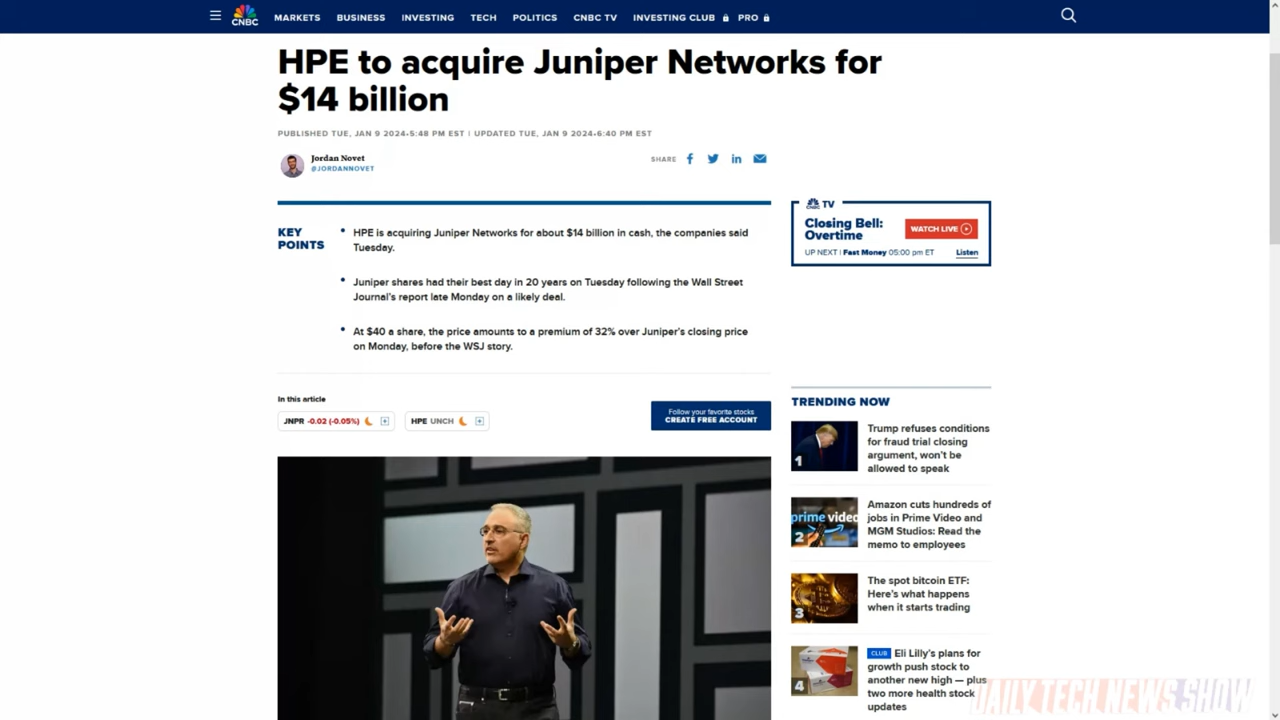 CNBC
MARKETS BUSINESS INVESTING TECH POLITICS CNBC TV INVESTING CLUB PRO
HPE to acquire Juniper Networks for
$14 billion
PUBLISHED TUE, JAN 9 2024•5:48 PM EST | UPDATED TUE, JAN 9 2024•6:40 PM EST
Jordan Novet
@JORDANNOVET
SHARE
KEY
POINTS
• HPE is acquiring Juniper Networks for about $14 billion in cash, the companies said
Tuesday.
• Juniper shares had their best day in 20 years on Tuesday following the Wall Street
Journal’s report late Monday on a likely deal.
• At $40 a share, the price amounts to a premium of 32% over Juniper’s closing price
on Monday, before the WSJ story.
In this article
JNPR -0.02 (-0.05%)
HPE UNCH
Follow your favorite stocks
CREATE FREE ACCOUNT
CNBC TV
Closing Bell:
Overtime
WATCH LIVE
UP NEXT | Fast Money 05:00 pm ET
Listen
TRENDING NOW
1
Trump refuses conditions
for fraud trial closing
argument, won’t be
allowed to speak
prime video
2
Amazon cuts hundreds of
jobs in Prime Video and
MGM Studios: Read the
memo to employees
3
The spot bitcoin ETF:
Here’s what happens
when it starts trading
4
CLUB Eli Lilly’s plans for
growth push stock to
another new high — plus
two more health stock
updates
DAILY TECH NEWS SHOW